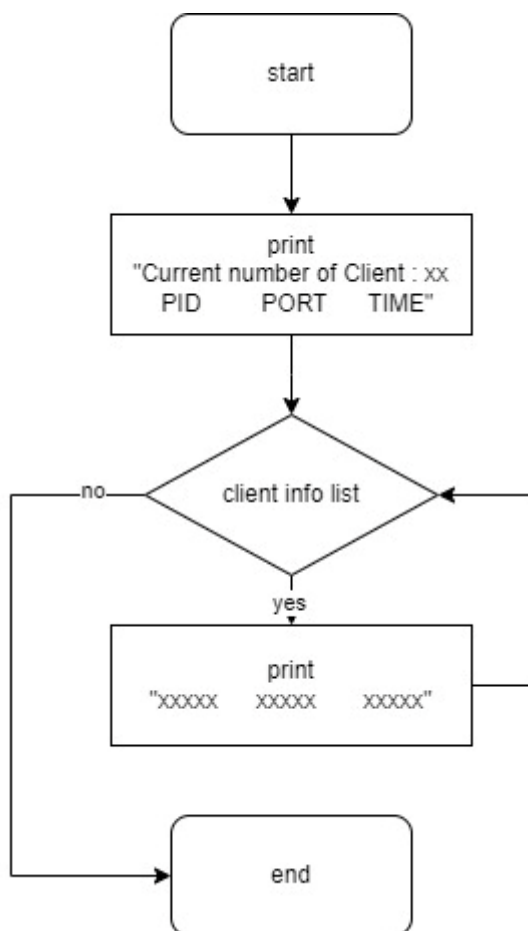 start
print
"Current number of Client : xx
PID PORT TIME"
client info list
no
yes
print
"xxxxx xxxxx xxxxx"
end